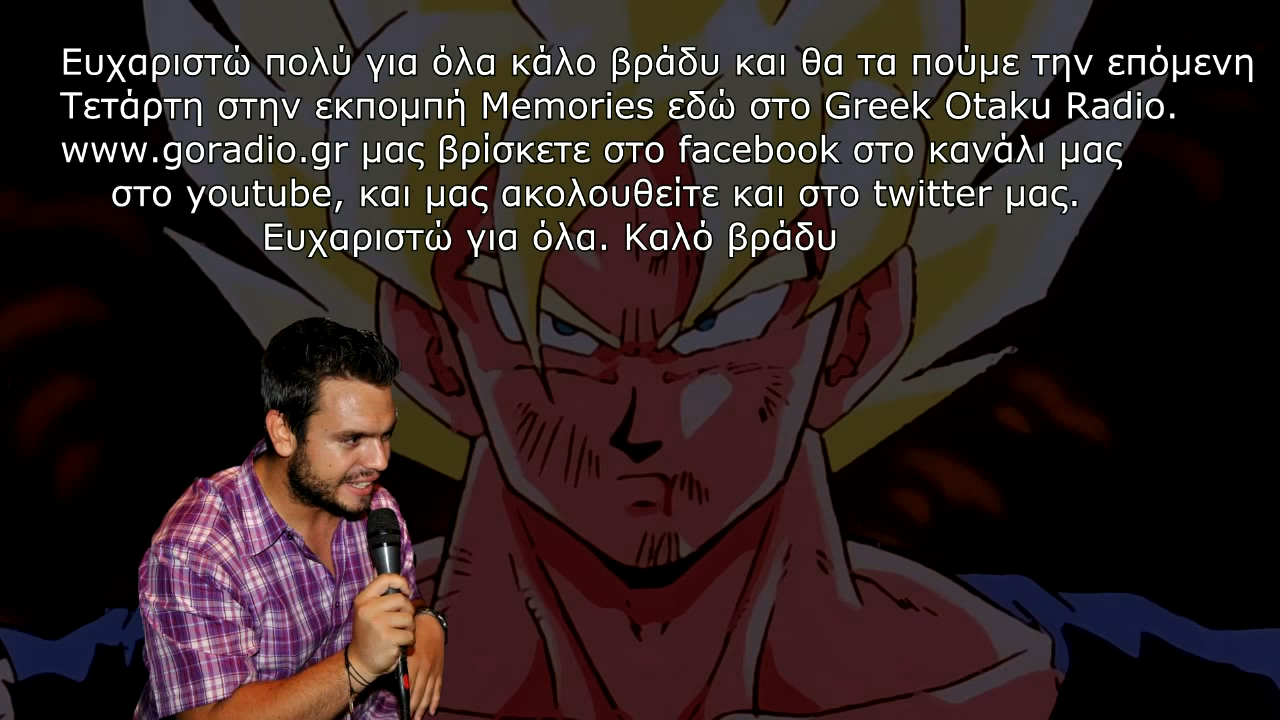 Ευχαριστώ πολύ για όλα κάλο βράδυ και θα τα πούμε την επόμενη
Τετάρτη στην εκπομπή Memories εδώ στο Greek Otaku Radio.
www.goradio.gr μας βρίσκετε στο facebook στο κανάλι μας
στο youtube, και μας ακολουθείτε και στο twitter μας.
Ευχαριστώ για όλα. Καλό βράδυ